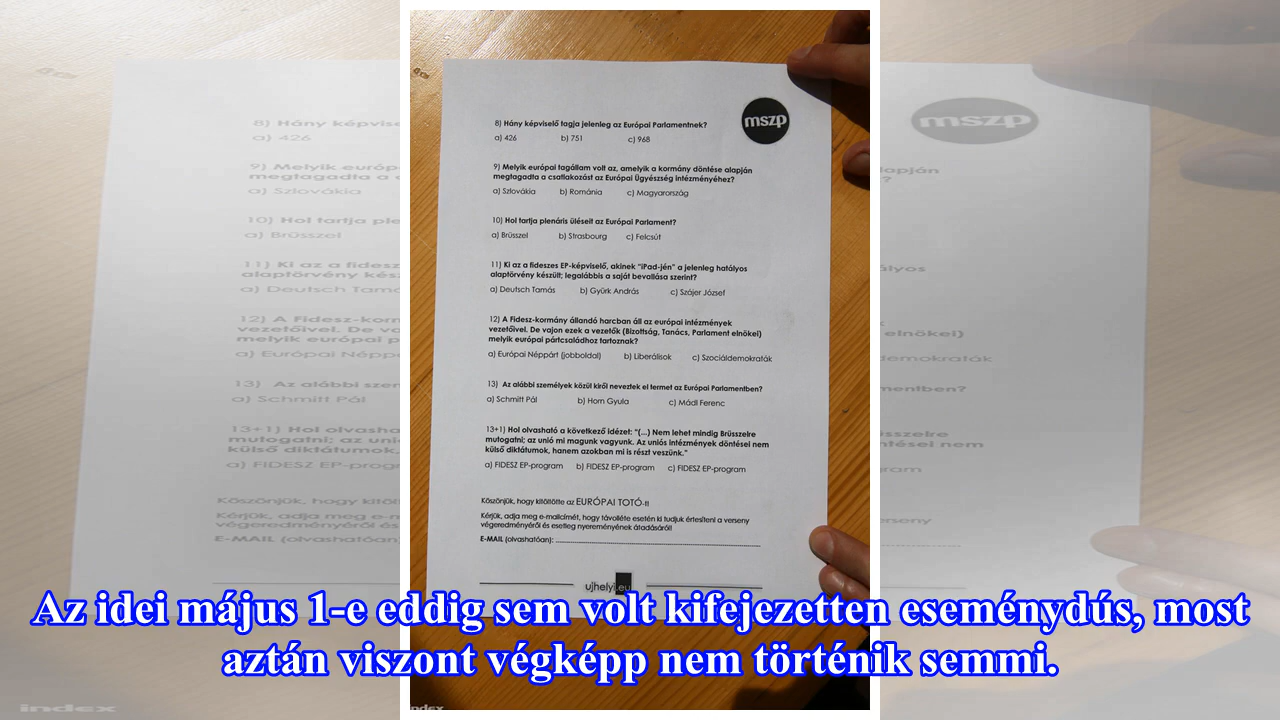 mszp
8) Hány képviselő tagja jelenleg az Európai Parlamentnek?
a) 426 b) 751 c) 968
9) Melyik európai tagállam volt az, amelyik a kormány döntése alapján
megtagadta a csatlakozást az Európai Ügyészség intézményéhez?
a) Szlovákia b) Románia c) Magyarország
10) Hol tartja plenáris üléseit az Európai Parlament?
a) Brüsszel b) Strasbourg c) Felcsút
11) Ki az a fideszes EP-képviselő, akinek "iPad-jén" a jelenleg hatályos
alaptörvény készült; legalábbis a saját bevallása szerint?
a) Deutsch Tamás b) Gyürk András c) Szájer József
12) A Fidesz-kormány állandó harcban áll az európai intézmények
vezetőivel. De vajon ezek a vezetők (Bizottság, Tanács, Parlament elnökei)
melyik európai pártcsaládhoz tartoznak?
a) Európai Néppárt (jobboldal) b) Liberálisok c) Szociáldemokraták
13) Az alábbi személyek közül kiről neveztek el termet az Európai Parlamentben?
a) Schmitt Pál b) Horn Gyula c) Mádl Ferenc
13+1) Hol olvasható a következő idézet: "(...) Nem lehet mindig Brüsszelre
mutogatni; az unió mi magunk vagyunk. Az uniós intézmények döntései nem
külső diktátumok, hanem azokban mi is részt veszünk."
a) FIDESZ EP-program b) FIDESZ EP-program c) FIDESZ EP-program
Köszönjük, hogy kitöltötte az EURÓPAI TOTÓ-t!
Kérjük, adja meg e-mailcímét, hogy távolléte esetén ki tudjuk értesíteni a verseny
végeredményéről és esetleg nyereményének átadásáról!
E-MAIL (olvashatóan):
ujhelyi.eu
Az idei május 1-e eddig sem volt kifejezetten eseménydús, most
aztán viszont végképp nem történik semmi.
index